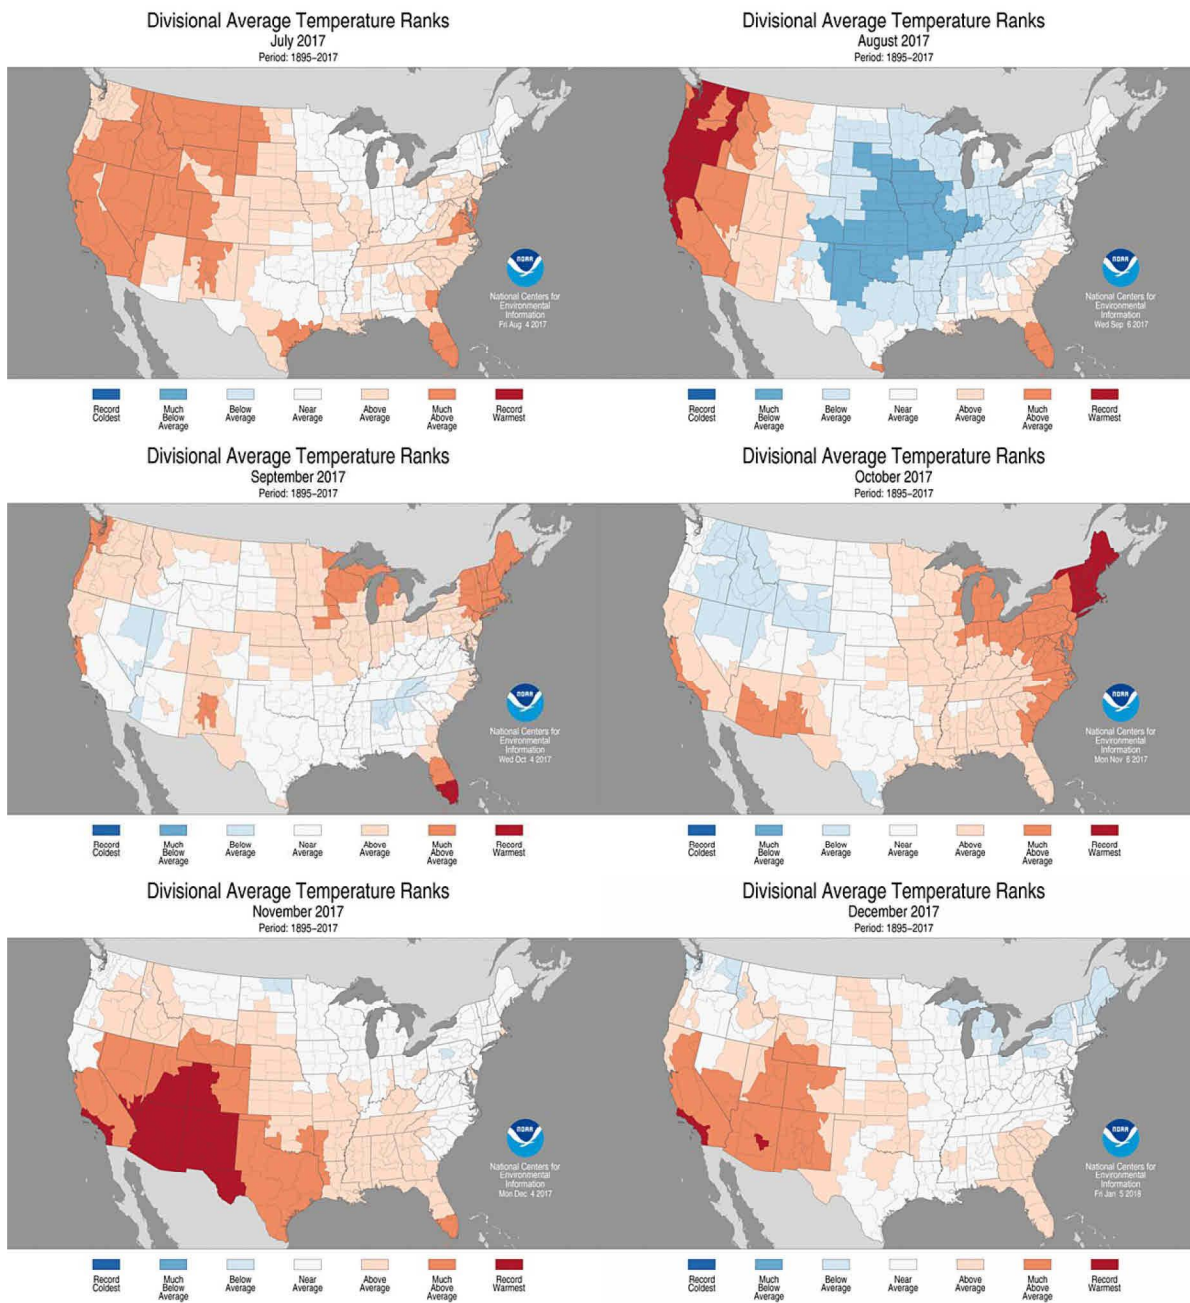 Divisional Average Temperature Ranks
July 2017
Period: 1895–2017
NOAA
National Centers for
Environmental
Information
Fri Aug 4 2017
Record
Coldest
Much
Below
Average
Below
Average
Near
Average
Above
Average
Much
Above
Average
Record
Warmest
Divisional Average Temperature Ranks
August 2017
Period: 1895–2017
NOAA
National Centers for
Environmental
Information
Wed Sep 6 2017
Record
Coldest
Much
Below
Average
Below
Average
Near
Average
Above
Average
Much
Above
Average
Record
Warmest
Divisional Average Temperature Ranks
September 2017
Period: 1895–2017
NOAA
National Centers for
Environmental
Information
Wed Oct 4 2017
Record
Coldest
Much
Below
Average
Below
Average
Near
Average
Above
Average
Much
Above
Average
Record
Warmest
Divisional Average Temperature Ranks
October 2017
Period: 1895–2017
NOAA
National Centers for
Environmental
Information
Mon Nov 6 2017
Record
Coldest
Much
Below
Average
Below
Average
Near
Average
Above
Average
Much
Above
Average
Record
Warmest
Divisional Average Temperature Ranks
November 2017
Period: 1895–2017
NOAA
National Centers for
Environmental
Information
Mon Dec 4 2017
Record
Coldest
Much
Below
Average
Below
Average
Near
Average
Above
Average
Much
Above
Average
Record
Warmest
Divisional Average Temperature Ranks
December 2017
Period: 1895–2017
NOAA
National Centers for
Environmental
Information
Fri Jan 5 2018
Record
Coldest
Much
Below
Average
Below
Average
Near
Average
Above
Average
Much
Above
Average
Record
Warmest